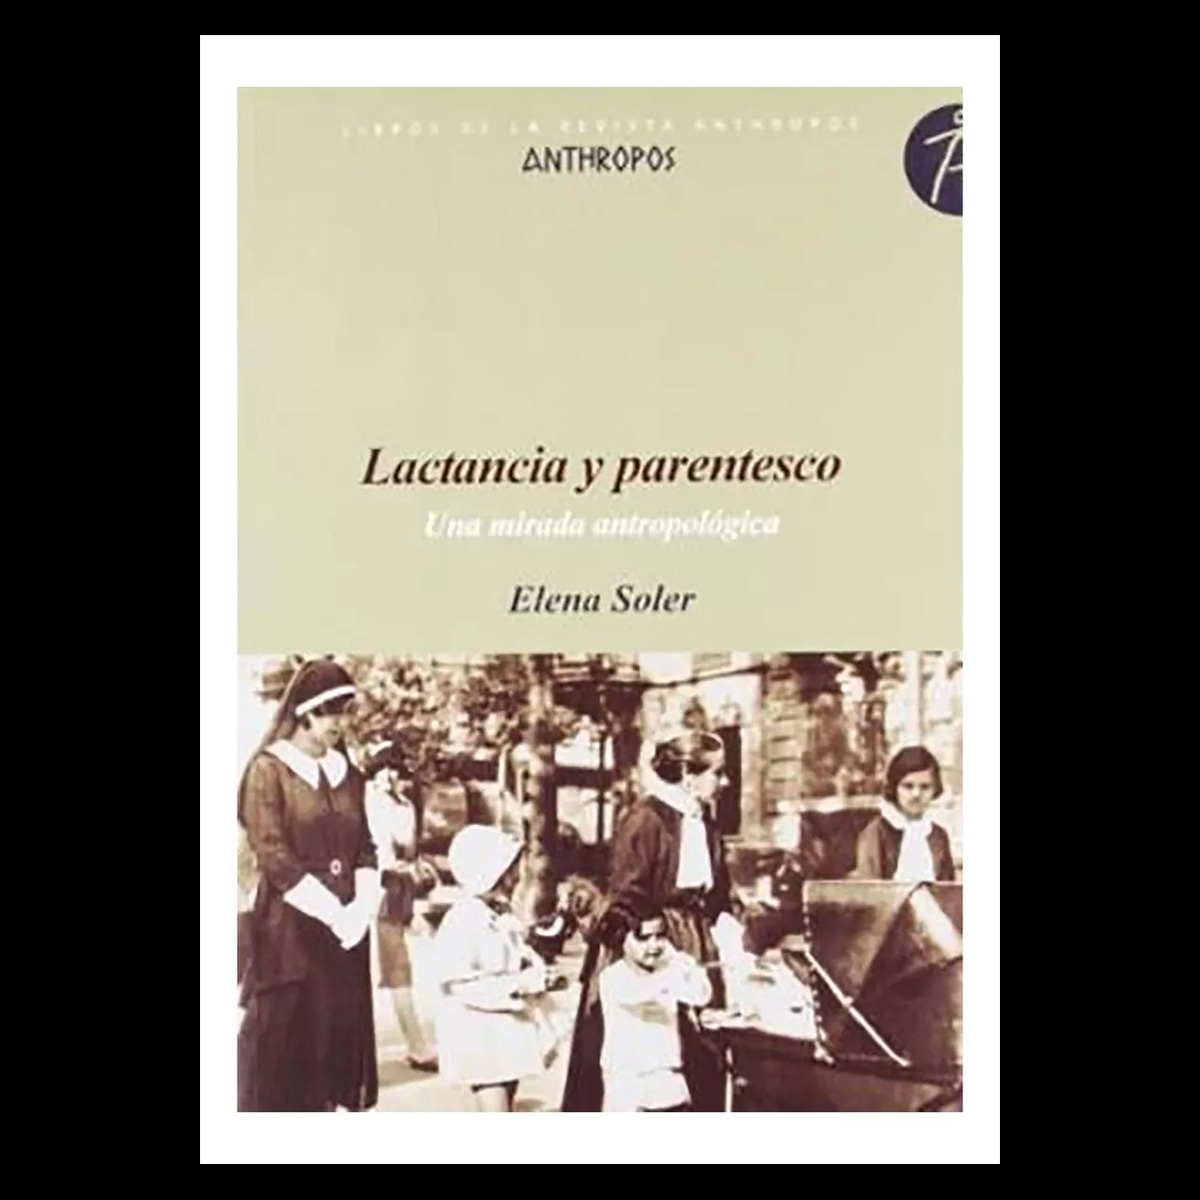 LIBROS DE LA REVISTA ANTHROPOS
ANTHROPOS
Lactancia y parentesco
Una mirada antropológica
Elena Soler